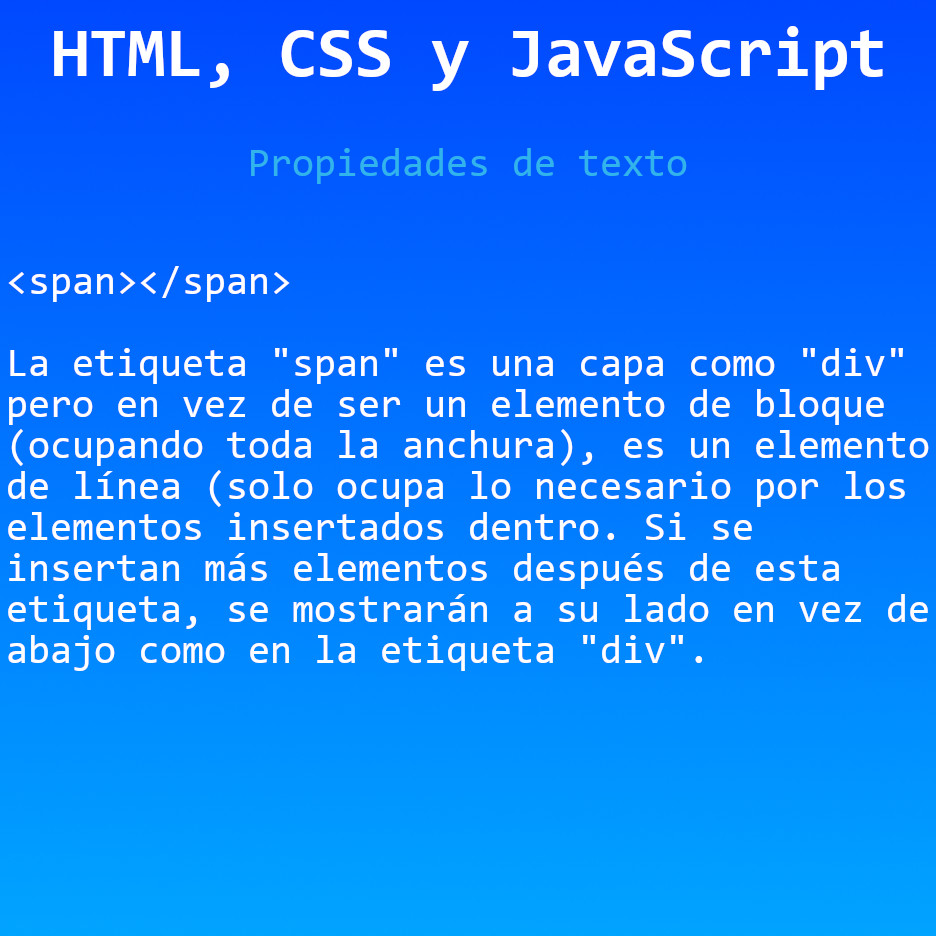 HTML, CSS y JavaScript
Propiedades de texto
<span></span>
La etiqueta "span" es una capa como "div"
pero en vez de ser un elemento de bloque
(ocupando toda la anchura), es un elemento
de línea (solo ocupa lo necesario por los
elementos insertados dentro. Si se
insertan más elementos después de esta
etiqueta, se mostrarán a su lado en vez de
abajo como en la etiqueta "div".